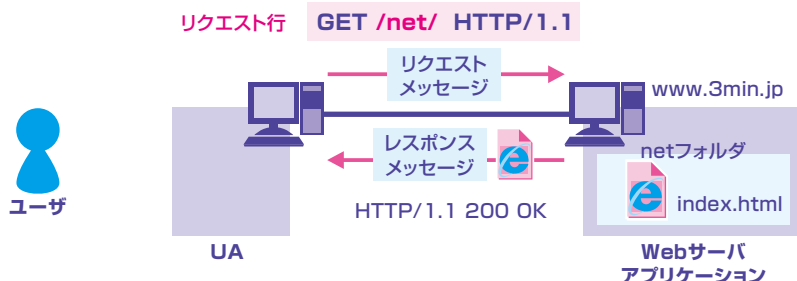 リクエスト行 GET /net/ HTTP/1.1
リクエスト
メッセージ
www.3min.jp
レスポンス
メッセージ
netフォルダ
index.html
ユーザ
HTTP/1.1 200 OK
UA
Webサーバ
アプリケーション